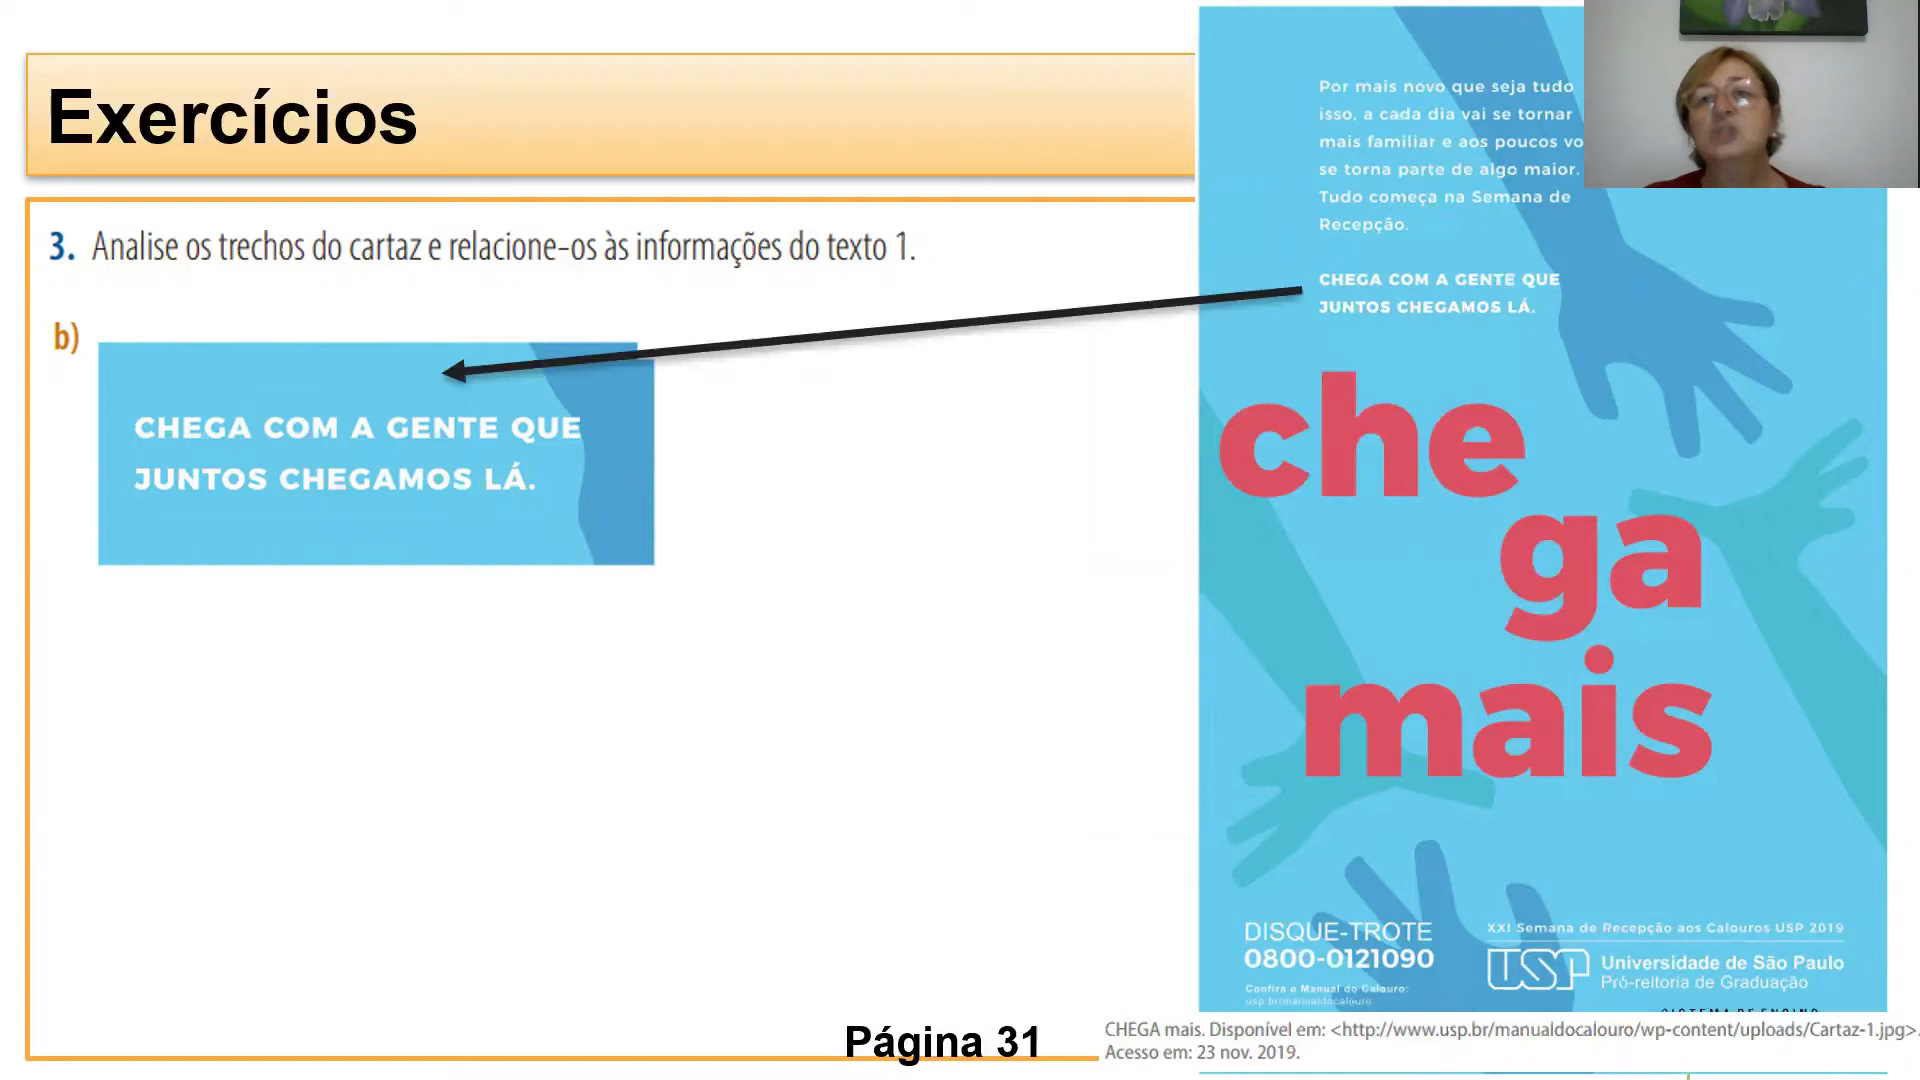 Exercícios
3. Analise os trechos do cartaz e relacione-os às informações do texto 1.
b)
CHEGA COM A GENTE QUE
JUNTOS CHEGAMOS LÁ.
Por mais novo que seja tudo
isso, a cada dia vai se tornar
mais familiar e aos poucos vo
se torna parte de algo maior.
Tudo começa na Semana de
Recepção.
CHEGA COM A GENTE QUE
JUNTOS CHEGAMOS LÁ.
che
ga
mais
DISQUE-TROTE
0800-0121090
Confira o Manual do Calouro:
usp.br/manualdocalouro
XXI Semana de Recepção aos Calouros USP 2019
USP
Universidade de São Paulo
Pró-reitoria de Graduação
Página 31
CHEGA mais. Disponível em: <http://www.usp.br/manualdocalouro/wp-content/uploads/Cartaz-1.jpg>.
Acesso em: 23 nov. 2019.